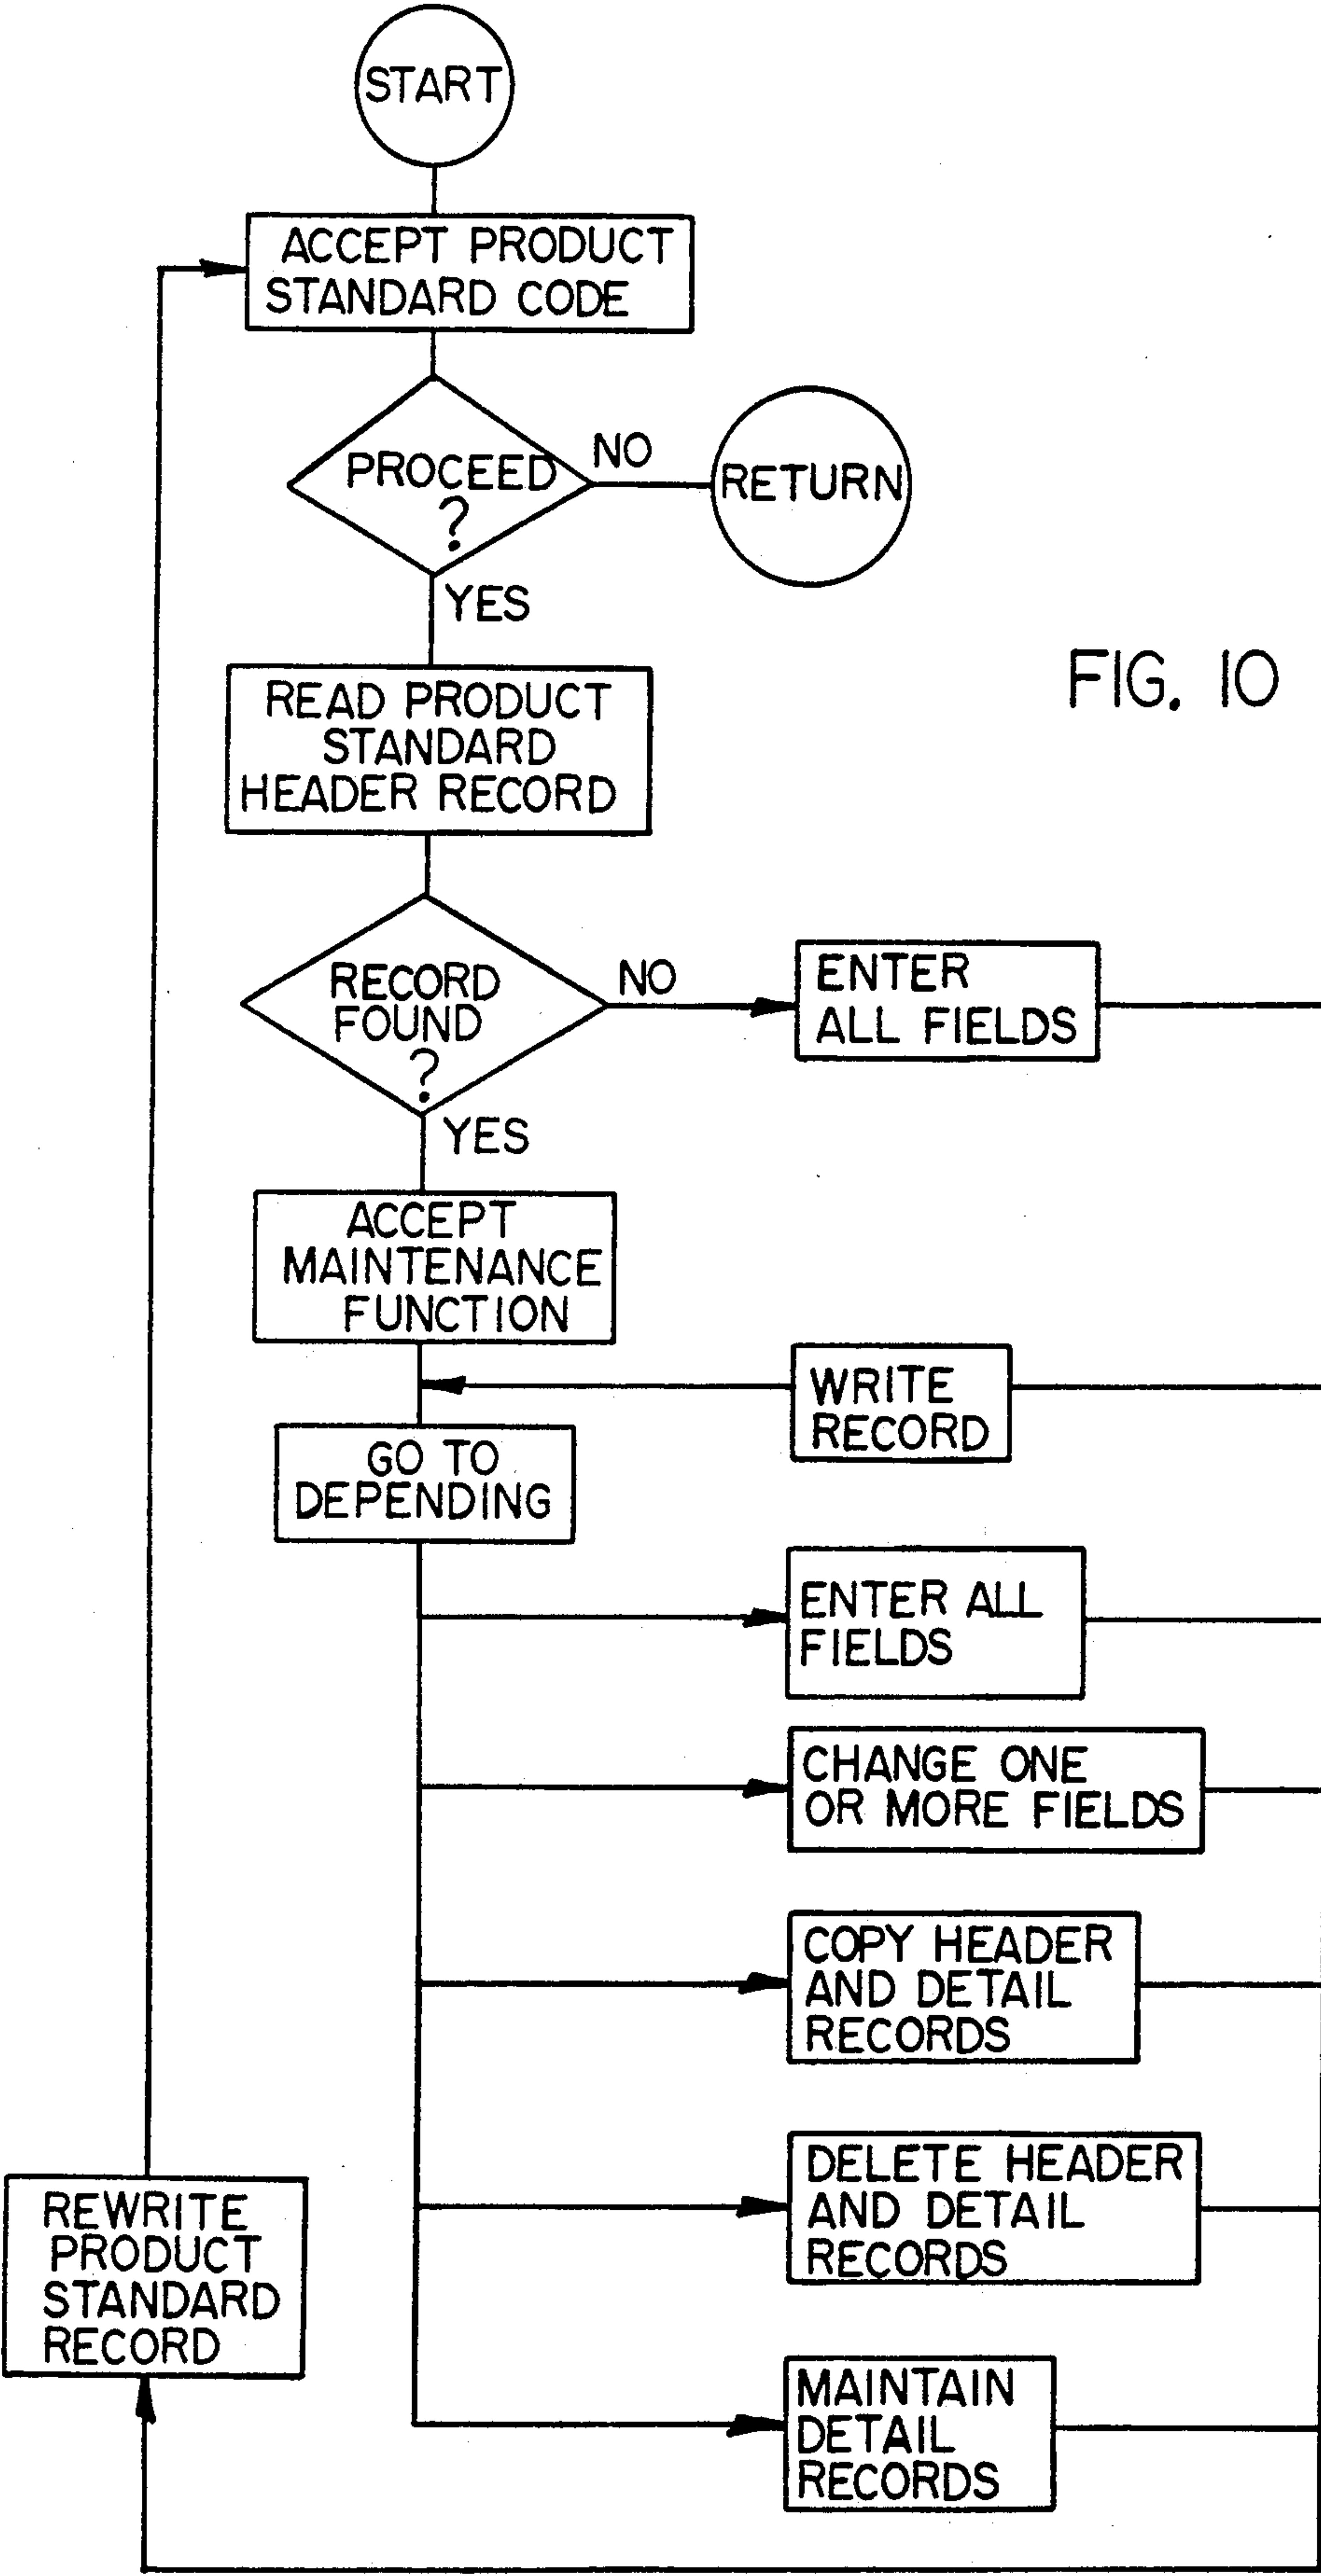 START
ACCEPT PRODUCT
STANDARD CODE
PROCEED
?
NO
RETURN
YES
READ PRODUCT
STANDARD
HEADER RECORD
FIG. 10
RECORD
FOUND
?
NO
ENTER
ALL FIELDS
YES
ACCEPT
MAINTENANCE
FUNCTION
WRITE
RECORD
GO TO
DEPENDING
ENTER ALL
FIELDS
CHANGE ONE
OR MORE FIELDS
COPY HEADER
AND DETAIL
RECORDS
DELETE HEADER
AND DETAIL
RECORDS
REWRITE
PRODUCT
STANDARD
RECORD
MAINTAIN
DETAIL
RECORDS